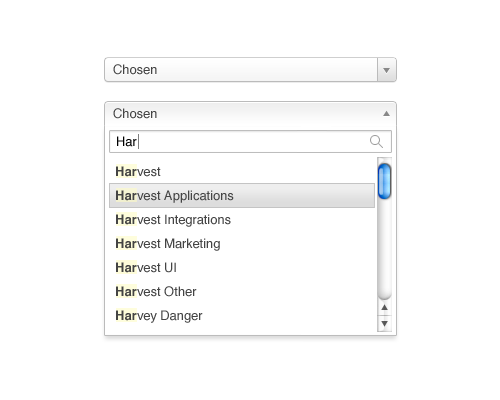 Chosen
Chosen
Har
Harvest
Harvest Applications
Harvest Integrations
Harvest Marketing
Harvest UI
Harvest Other
Harvey Danger